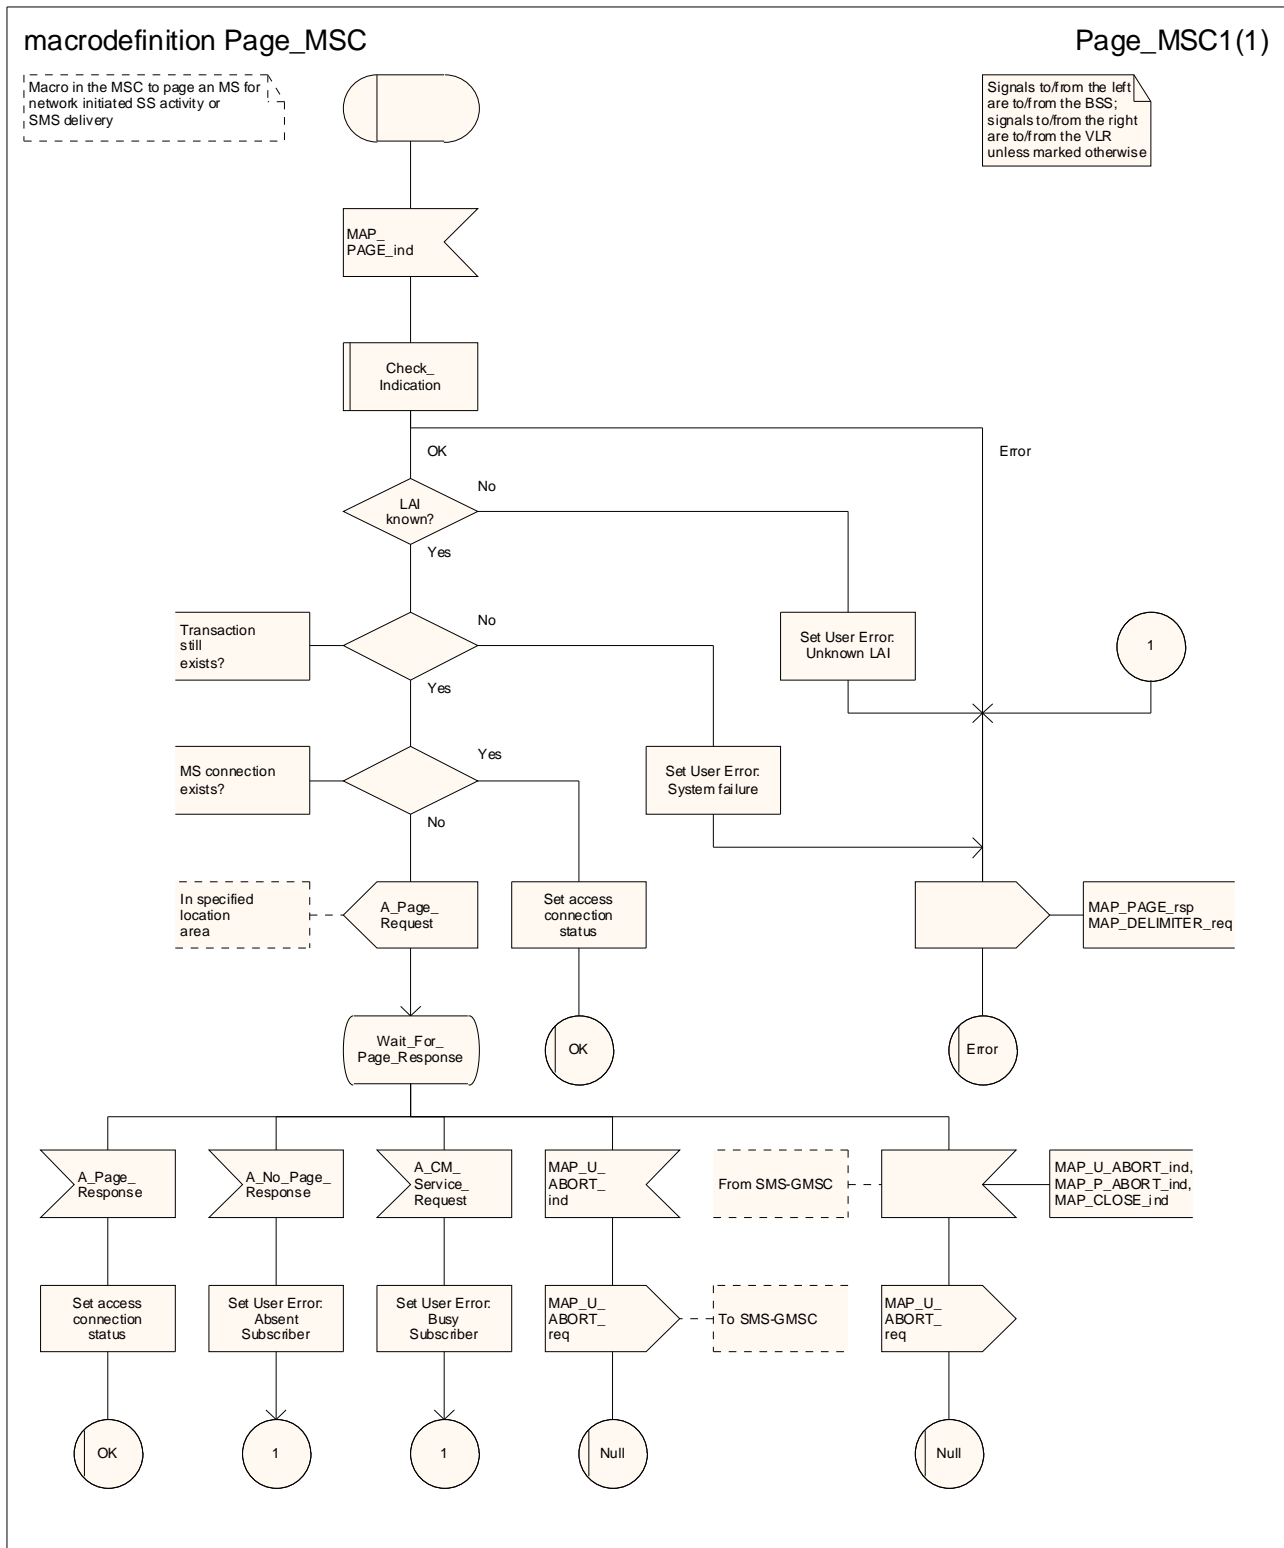 macrodefinition Page_MSC
Page_MSC1(1)
Macro in the MSC to page an MS for
network initiated SS activity or
SMS delivery
Signals to/from the left
are to/from the BSS;
signals to/from the right
are to/from the VLR
unless marked otherwise
MAP_
PAGE_ind
Check_
Indication
OK
Error
LAI
known?
No
Yes
Transaction
still
exists?
No
Yes
Set User Error:
Unknown LAI
1
MS connection
exists?
Yes
No
Set User Error:
System failure
In specified
location
area
A_Page_
Request
Set access
connection
status
MAP_PAGE_rsp
MAP_DELIMITER_req
Wait_For_
Page_Response
OK
Error
A_Page_
Response
A_No_Page_
Response
A_CM_
Service_
Request
MAP_U_
ABORT_
ind
From SMS-GMSC
MAP_U_ABORT_ind,
MAP_P_ABORT_ind,
MAP_CLOSE_ind
Set access
connection
status
Set User Error:
Absent
Subscriber
Set User Error:
Busy
Subscriber
MAP_U_
ABORT_
req
To SMS-GMSC
MAP_U_
ABORT_
req
OK
1
1
Null
Null